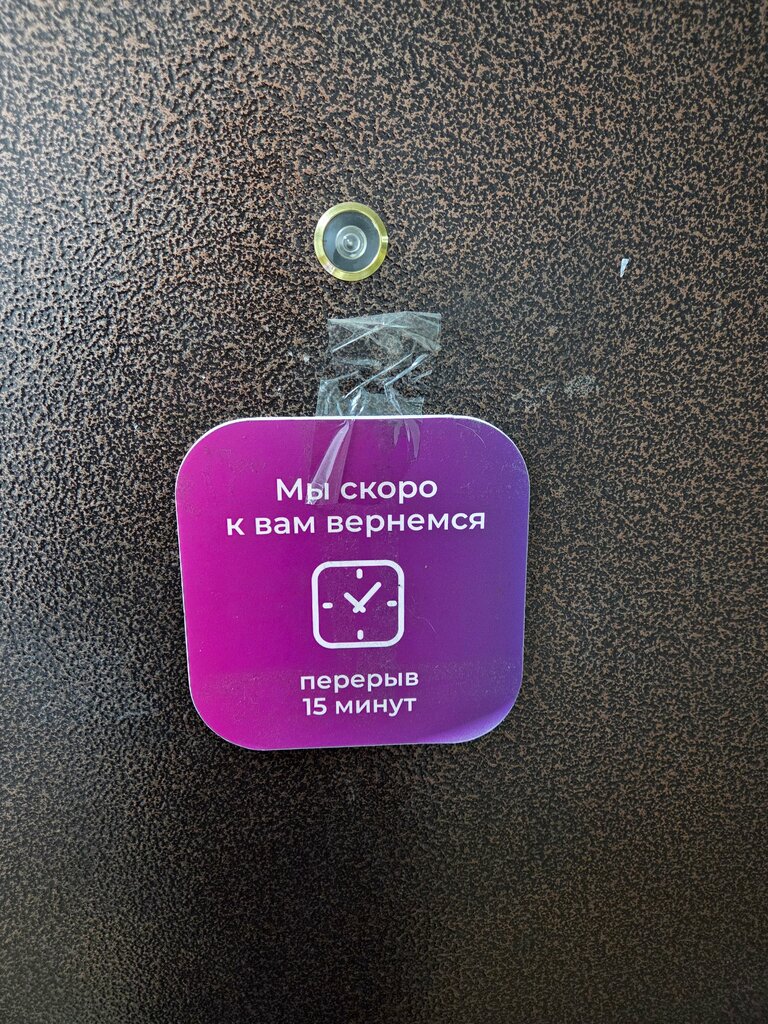 Мы скоро
к вам вернемся
перерыв
15 минут